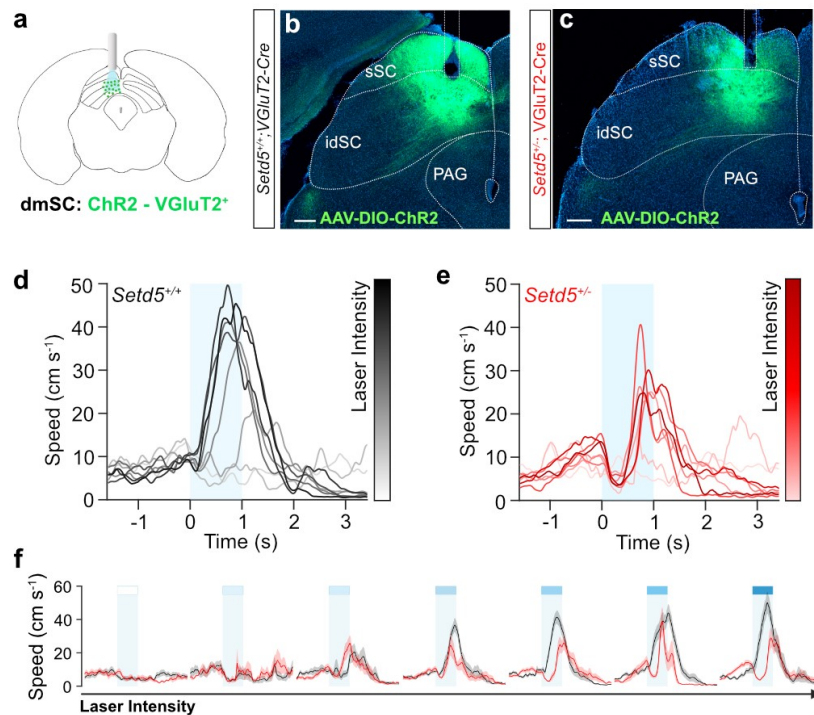 a
dmSC: ChR2 - VGluT2⁺
b
Setd5⁺/⁺;VGluT2-Cre
sSC
idSC
PAG
AAV-DIO-ChR2
c
Setd5⁺/⁻; VGluT2-Cre
sSC
idSC
PAG
AAV-DIO-ChR2
d
Setd5⁺/⁺
Speed (cm s⁻¹)
50
40
30
20
10
0
-1 0 1 2 3
Time (s)
Laser Intensity
e
Setd5⁺/⁻
Speed (cm s⁻¹)
50
40
30
20
10
0
-1 0 1 2 3
Time (s)
Laser Intensity
f
Speed (cm s⁻¹)
60
40
20
0
Laser Intensity